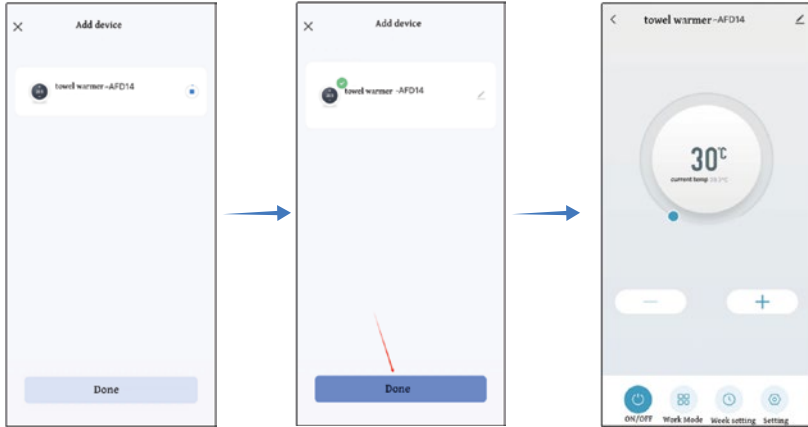 Add device
towel warmer-AFD14
Done
Add device
towel warmer -AFD14
Done
towel warmer-AFD14
30°C
current temp
ON/OFF Work Mode Week setting Setting